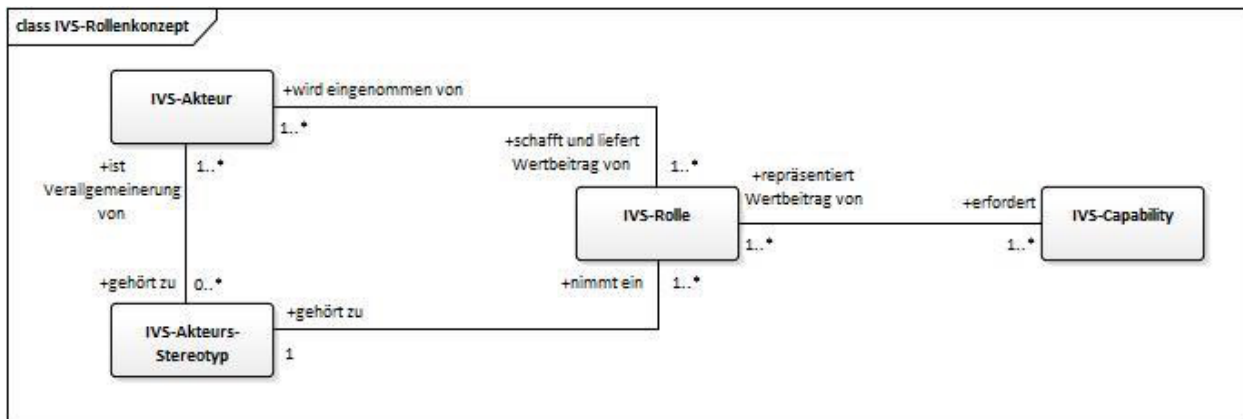 class IVS-Rollenkonzept
IVS-Akteur
+wird eingenommen von
1..*
+schafft und liefert
Wertbeitrag von
1..*
+ist
Verallgemeinerung
von
1..*
+repräsentiert
Wertbeitrag von
IVS-Rolle
+erfordert
IVS-Capability
1..*
1..*
+gehört zu
0..*
+nimmt ein
1..*
+gehört zu
IVS-Akteurs-
Stereotyp
1